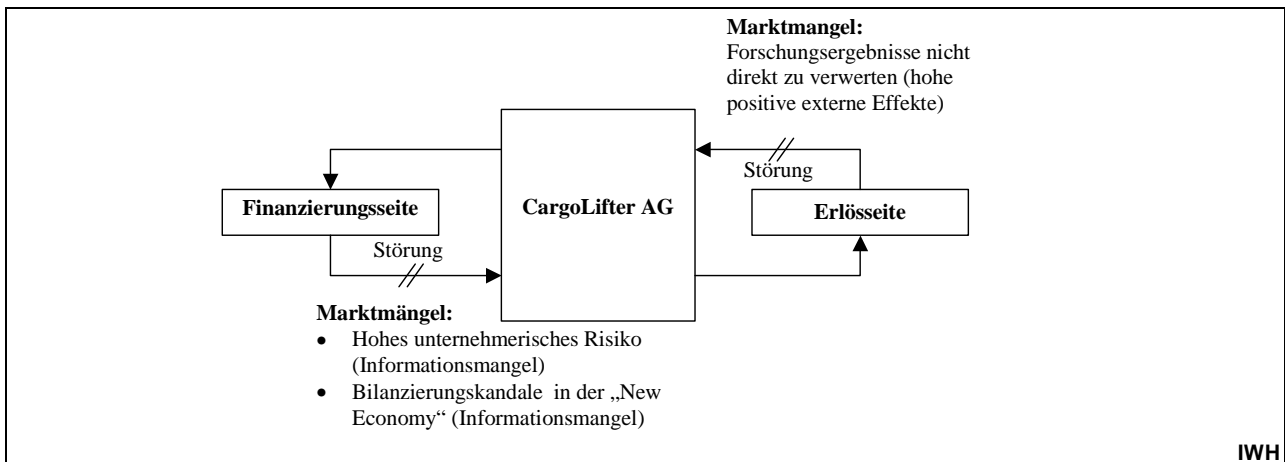 Marktmangel:
Forschungsergebnisse nicht
direkt zu verwerten (hohe
positive externe Effekte)
Störung
Finanzierungsseite
CargoLifter AG
Erlösseite
Störung
Marktmängel:
• Hohes unternehmerisches Risiko
(Informationsmangel)
• Bilanzierungskandale in der „New
Economy“ (Informationsmangel)
IWH